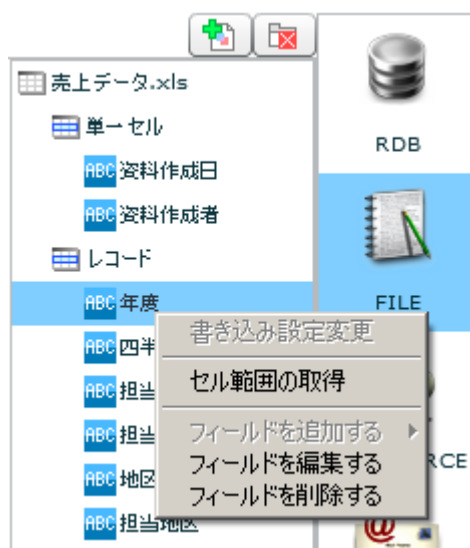 売上データ.xls
単一セル
ABC 資料作成日
ABC 資料作成者
レコード
ABC 年度
ABC 四半
ABC 担当
ABC 担当
ABC 地区
ABC 担当地区
書き込み設定変更
セル範囲の取得
フィールドを追加する
フィールドを編集する
フィールドを削除する
RDB
FILE
RCE
@